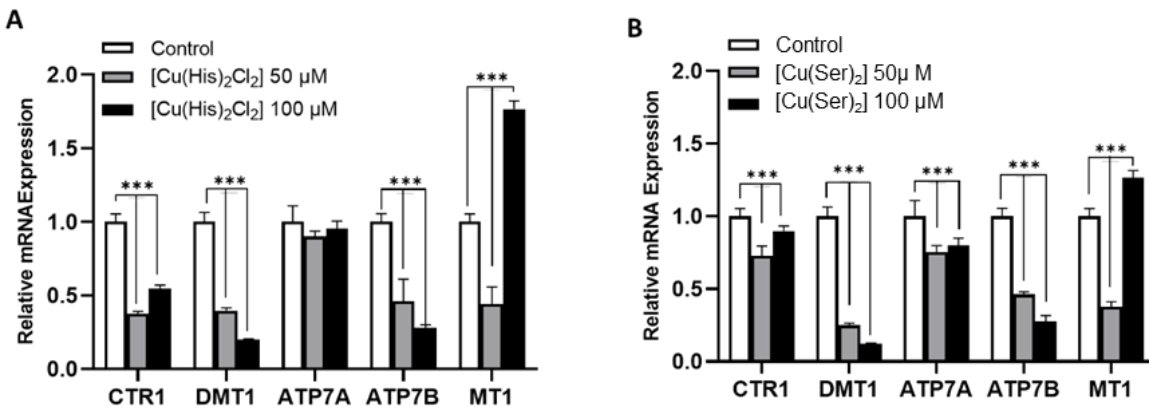 A
Control
[Cu(His)₂Cl₂] 50 µM
[Cu(His)₂Cl₂] 100 µM
Relative mRNAExpression
2.0
1.5
1.0
0.5
0.0
***
***
***
***
CTR1 DMT1 ATP7A ATP7B MT1
B
Control
[Cu(Ser)₂] 50µ M
[Cu(Ser)₂] 100 µM
Relative mRNA Expression
2.0
1.5
1.0
0.5
0.0
***
***
***
***
***
CTR1 DMT1 ATP7A ATP7B MT1